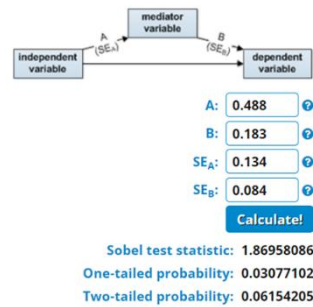 mediator
variable
A
(SEA)
B
(SEB)
independent
variable
dependent
variable
A: 0.488 ?
B: 0.183 ?
SEA: 0.134 ?
SEB: 0.084 ?
Calculate!
Sobel test statistic: 1.86958086
One-tailed probability: 0.03077102
Two-tailed probability: 0.06154205